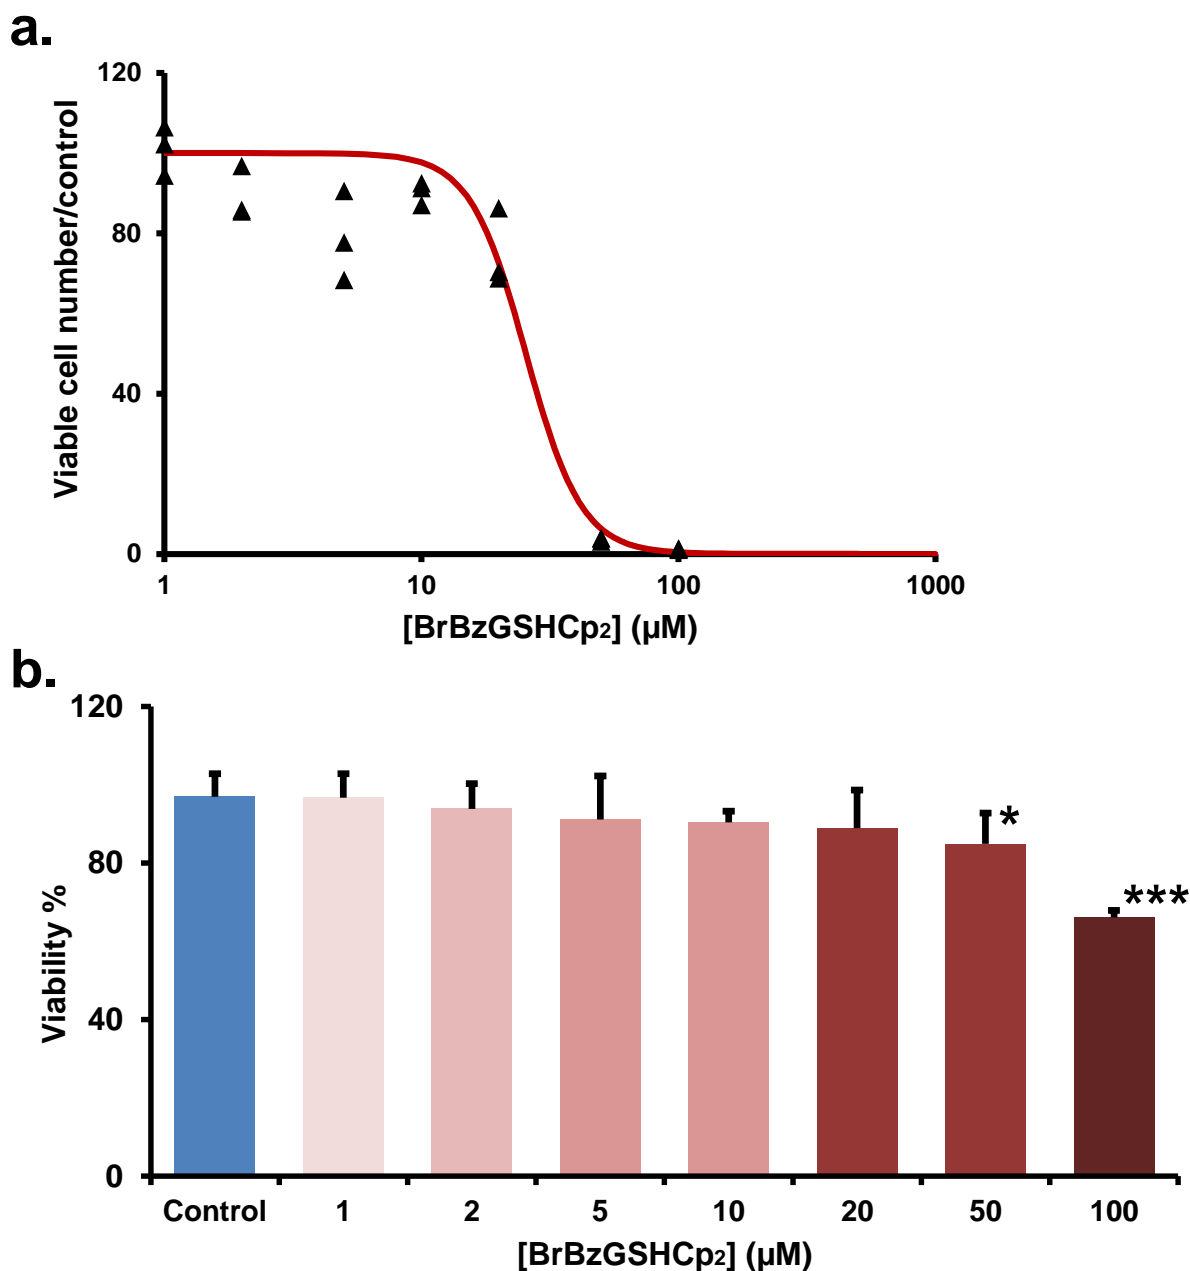 a.
120
80
40
0
Viable cell number/control
1 10 100 1000
[BrBzGSHCp2] (µM)
b.
120
80
40
0
Viability %
*
***
Control 1 2 5 10 20 50 100
[BrBzGSHCp2] (µM)